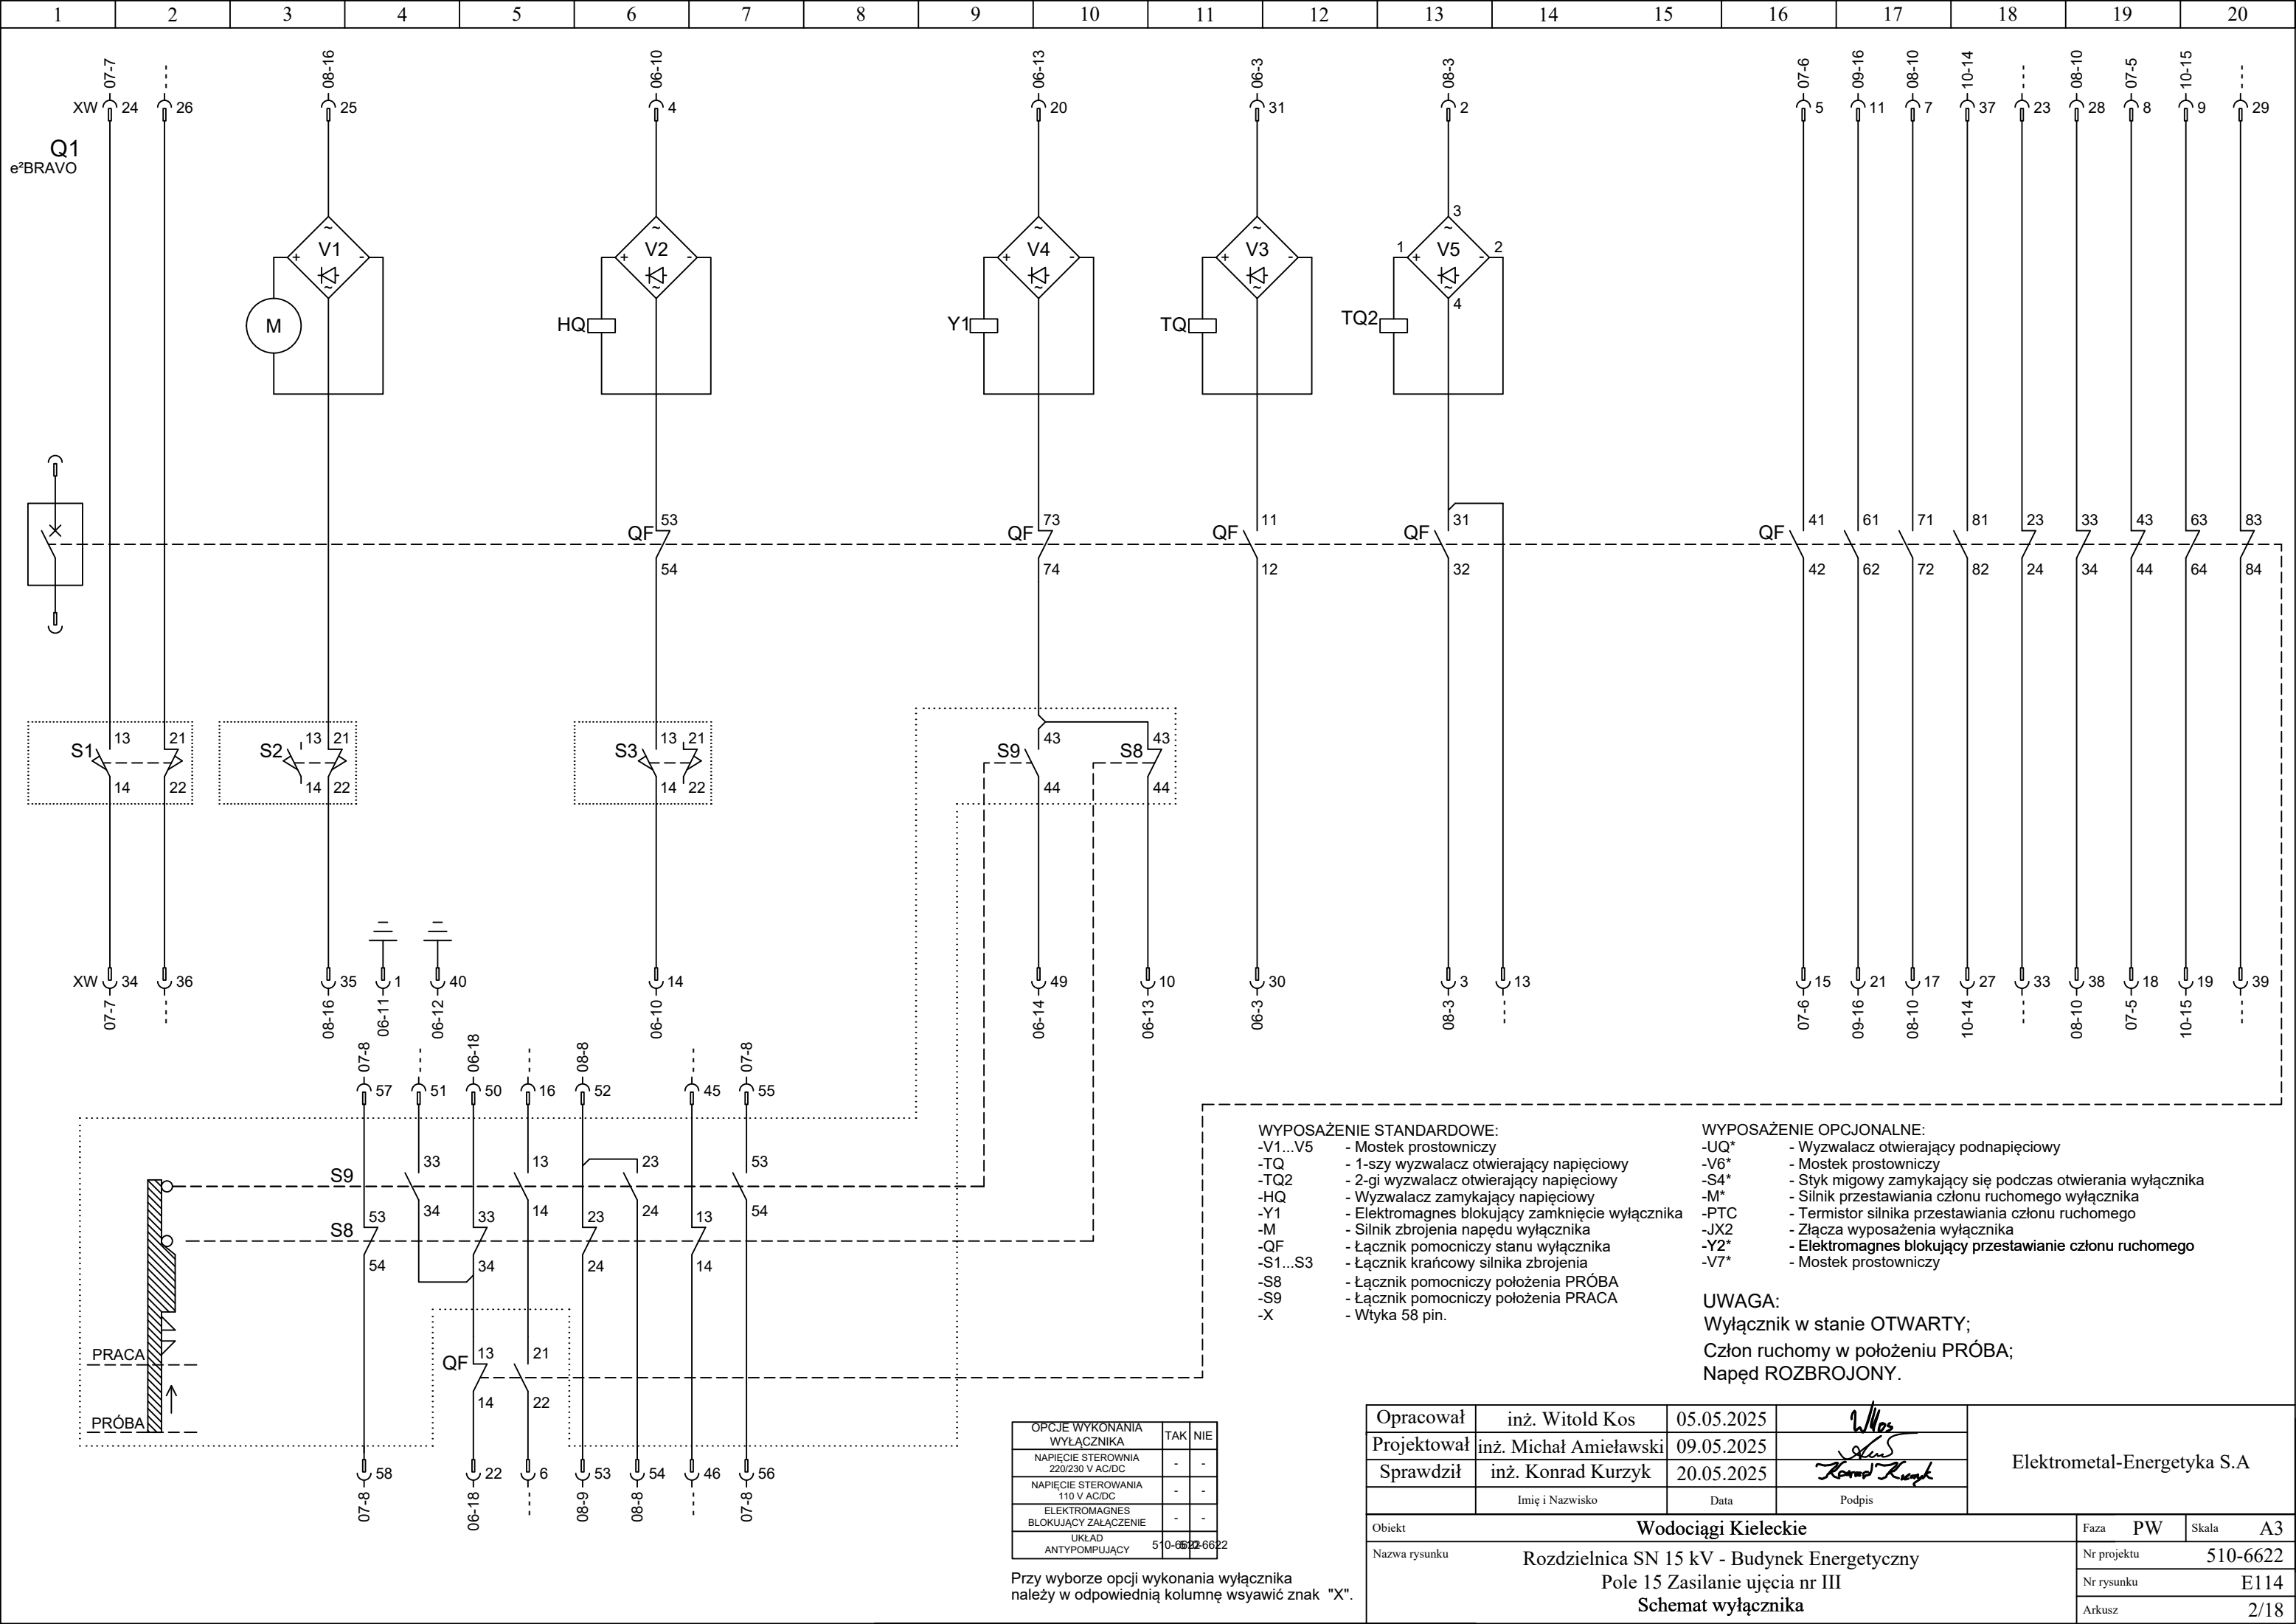 1 2 3 4 5 6 7 8 9 10 11 12 13 14 15 16 17 18 19 20
07-7 ---- 08-16 06-10 06-13 06-3 08-3 07-6 09-16 08-10 10-14 ---- 08-10 07-5 10-15 ----
XW 24 26 25 4 20 31 2 5 11 7 37 23 28 8 9 29
Q1
e²BRAVO
3
~ ~ ~ ~ ~
+ V1 - + V2 - + V4 - + V3 - 1 + V5 - 2
~ ~ ~ ~ ~
4
M HQ Y1 TQ TQ2
53 73 11 31 41 61 71 81 23 33 43 63 83
QF QF QF QF QF
54 74 12 32 42 62 72 82 24 34 44 64 84
13 21 13 21 13 21 43 43
S1 S2 S3 S9 S8
14 22 14 22 14 22 44 44
XW 34 36 35 1 40 14 49 10 30 3 13 15 21 17 27 33 38 18 19 39
07-7 ---- 08-16 06-11 06-12 06-10 06-14 06-13 06-3 08-3 ---- 07-6 09-16 08-10 10-14 ---- 08-10 07-5 10-15 ----
07-8 ---- 06-18 ---- 08-8 ---- 07-8
57 51 50 16 52 45 55
33 13 23 53
S9
34 14 24 54
53 33 23 13
S8
54 34 24 14
PRACA
13 21
QF
14 22
PRÓBA
58 22 6 53 54 46 56
07-8 06-18 ---- 08-9 08-8 ---- 07-8
WYPOSAŻENIE STANDARDOWE:
-V1...V5 - Mostek prostowniczy
-TQ - 1-szy wyzwalacz otwierający napięciowy
-TQ2 - 2-gi wyzwalacz otwierający napięciowy
-HQ - Wyzwalacz zamykający napięciowy
-Y1 - Elektromagnes blokujący zamknięcie wyłącznika
-M - Silnik zbrojenia napędu wyłącznika
-QF - Łącznik pomocniczy stanu wyłącznika
-S1...S3 - Łącznik krańcowy silnika zbrojenia
-S8 - Łącznik pomocniczy położenia PRÓBA
-S9 - Łącznik pomocniczy położenia PRACA
-X - Wtyka 58 pin.
WYPOSAŻENIE OPCJONALNE:
-UQ* - Wyzwalacz otwierający podnapięciowy
-V6* - Mostek prostowniczy
-S4* - Styk migowy zamykający się podczas otwierania wyłącznika
-M* - Silnik przestawiania członu ruchomego wyłącznika
-PTC - Termistor silnika przestawiania członu ruchomego
-JX2 - Złącza wyposażenia wyłącznika
-Y2* - Elektromagnes blokujący przestawianie członu ruchomego
-V7* - Mostek prostowniczy
UWAGA:
Wyłącznik w stanie OTWARTY;
Człon ruchomy w położeniu PRÓBA;
Napęd ROZBROJONY.
OPCJE WYKONANIA
WYŁĄCZNIKA TAK NIE
NAPIĘCIE STEROWNIA
220/230 V AC/DC - -
NAPIĘCIE STEROWANIA
110 V AC/DC - -
ELEKTROMAGNES
BLOKUJĄCY ZAŁĄCZENIE - -
UKŁAD
ANTYPOMPUJĄCY 510-6622 510-6622
Przy wyborze opcji wykonania wyłącznika
należy w odpowiednią kolumnę wsyawić znak "X".
Opracował inż. Witold Kos 05.05.2025
Projektował inż. Michał Amieławski 09.05.2025
Sprawdził inż. Konrad Kurzyk 20.05.2025 Konrad Kurzyk
Imię i Nazwisko Data Podpis
Elektrometal-Energetyka S.A
Obiekt Wodociągi Kieleckie Faza PW Skala A3
Nazwa rysunku Rozdzielnica SN 15 kV - Budynek Energetyczny
Pole 15 Zasilanie ujęcia nr III
Schemat wyłącznika
Nr projektu 510-6622
Nr rysunku E114
Arkusz 2/18